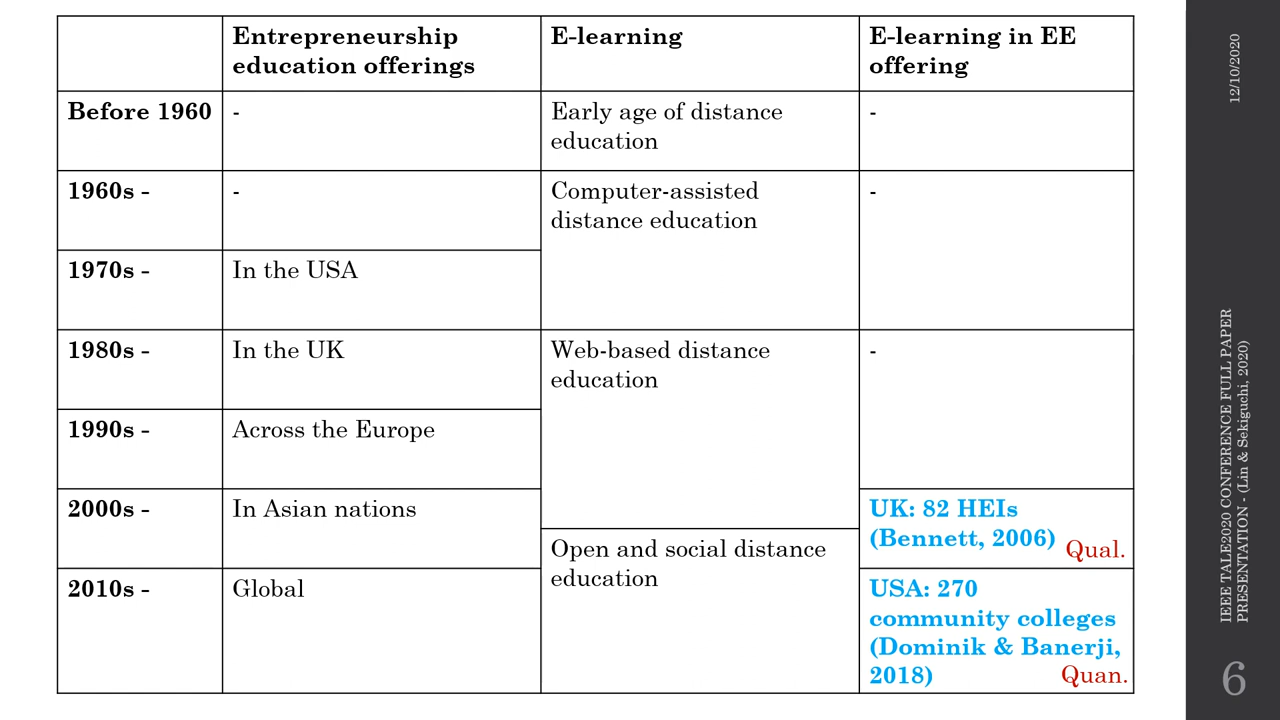 Entrepreneurship
education offerings
E-learning
E-learning in EE
offering
Before 1960
-
Early age of distance
education
-
1960s -
-
Computer-assisted
distance education
-
1970s -
In the USA
1980s -
In the UK
Web-based distance
education
-
1990s -
Across the Europe
2000s -
In Asian nations
UK: 82 HEIs
(Bennett, 2006)
Qual.
Open and social distance
education
2010s -
Global
USA: 270
community colleges
(Dominik & Banerji,
2018)
Quan.
12/10/2020
IEEE TALE2020 CONFERENCE FULL PAPER
PRESENTATION - (Lin & Sekiguchi, 2020)
6